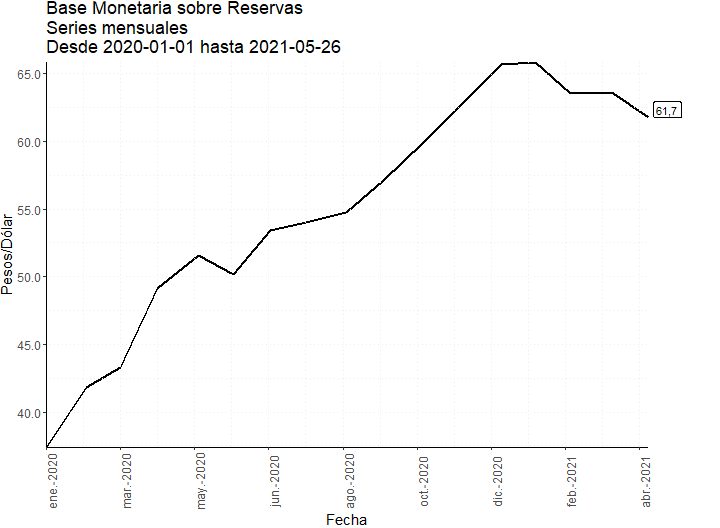 Base Monetaria sobre Reservas
Series mensuales
Desde 2020-01-01 hasta 2021-05-26
Pesos/Dólar
65.0
60.0
55.0
50.0
45.0
40.0
61,7
ene.-2020
mar.-2020
may.-2020
jun.-2020
ago.-2020
oct.-2020
dic.-2020
feb.-2021
abr.-2021
Fecha